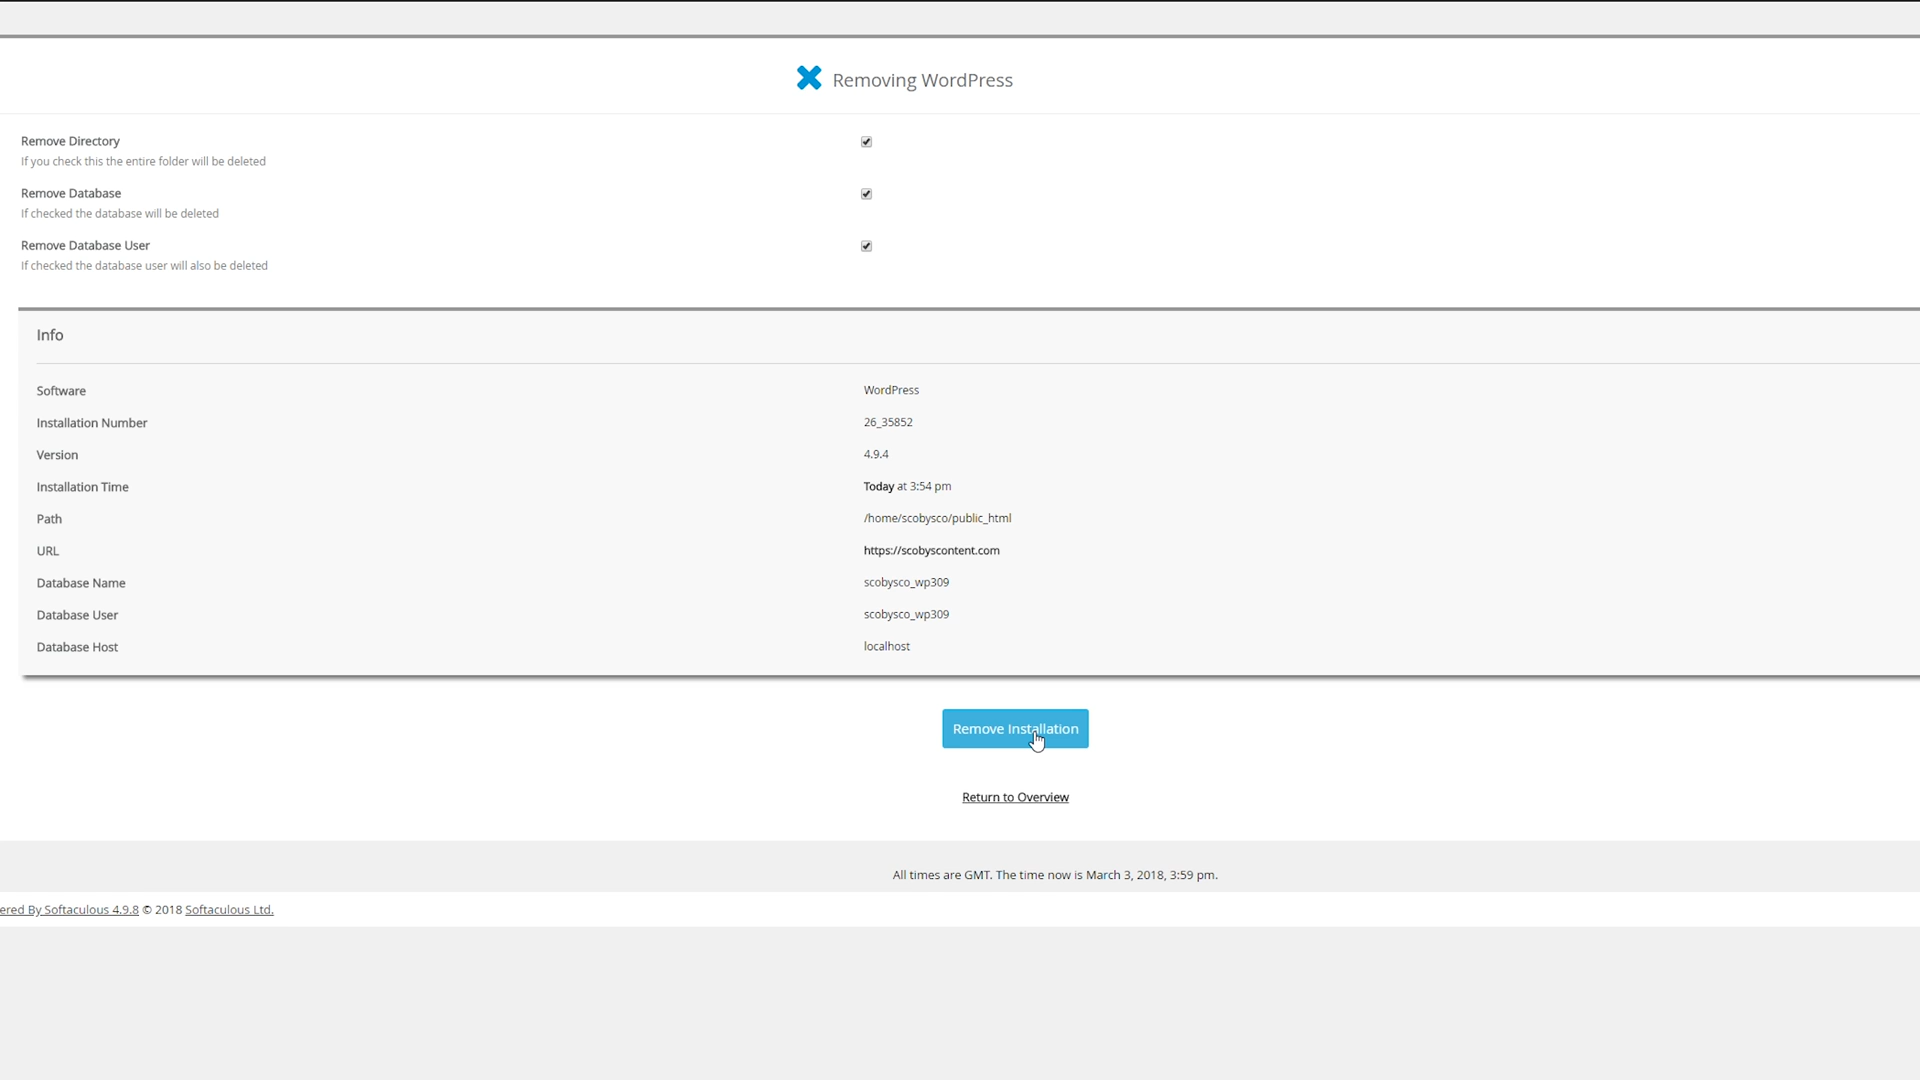 Removing WordPress
Remove Directory
If you check this the entire folder will be deleted
Remove Database
If checked the database will be deleted
Remove Database User
If checked the database user will also be deleted
Info
Software WordPress
Installation Number 26_35852
Version 4.9.4
Installation Time Today at 3:54 pm
Path /home/scobysco/public_html
URL https://scobyscontent.com
Database Name scobysco_wp309
Database User scobysco_wp309
Database Host localhost
Remove Installation
Return to Overview
All times are GMT. The time now is March 3, 2018, 3:59 pm.
ered By Softaculous 4.9.8 © 2018 Softaculous Ltd.